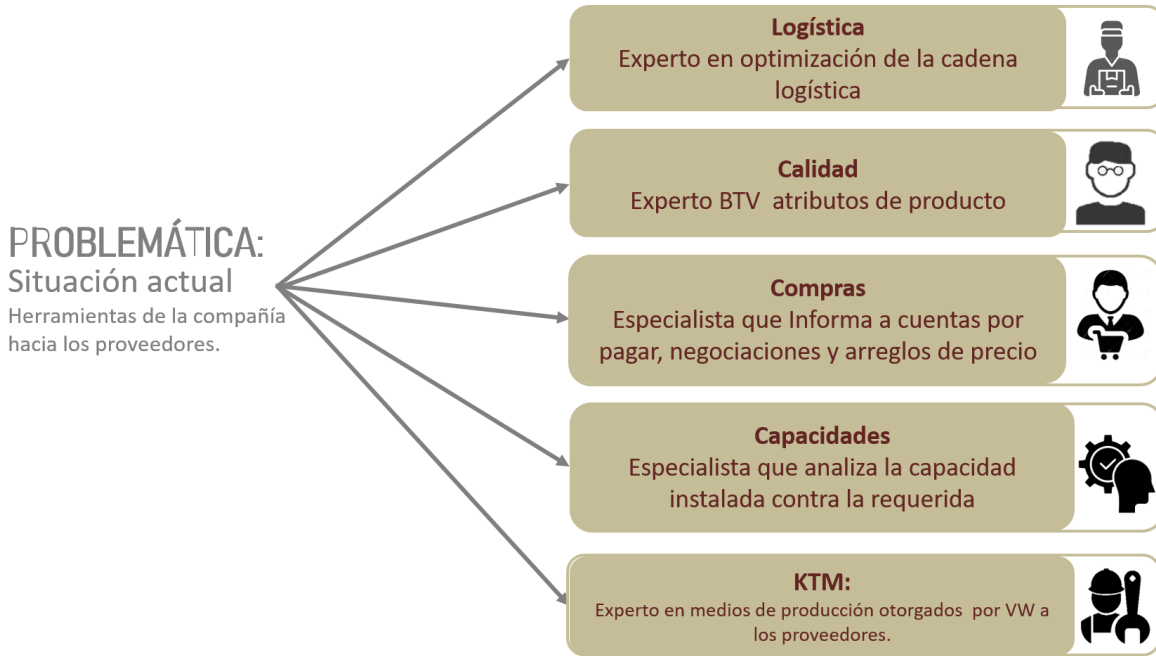 PROBLEMÁTICA:
Situación actual
Herramientas de la compañía
hacia los proveedores.
Logística
Experto en optimización de la cadena
logística
Calidad
Experto BTV atributos de producto
Compras
Especialista que Informa a cuentas por
pagar, negociaciones y arreglos de precio
Capacidades
Especialista que analiza la capacidad
instalada contra la requerida
KTM:
Experto en medios de producción otorgados por VW a
los proveedores.